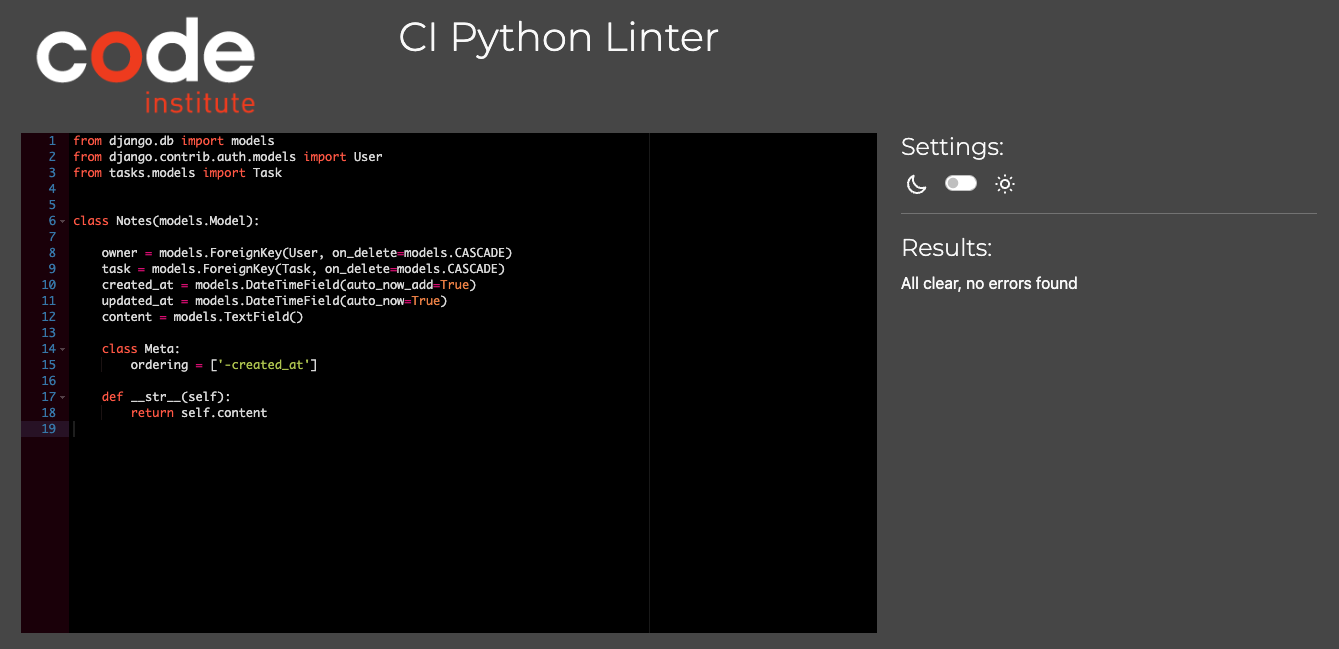 code
institute
CI Python Linter
1 from django.db import models
2 from django.contrib.auth.models import User
3 from tasks.models import Task
4
5
6 class Notes(models.Model):
7
8     owner = models.ForeignKey(User, on_delete=models.CASCADE)
9     task = models.ForeignKey(Task, on_delete=models.CASCADE)
10     created_at = models.DateTimeField(auto_now_add=True)
11     updated_at = models.DateTimeField(auto_now=True)
12     content = models.TextField()
13
14     class Meta:
15         ordering = ['-created_at']
16
17     def __str__(self):
18         return self.content
19
Settings:
Results:
All clear, no errors found